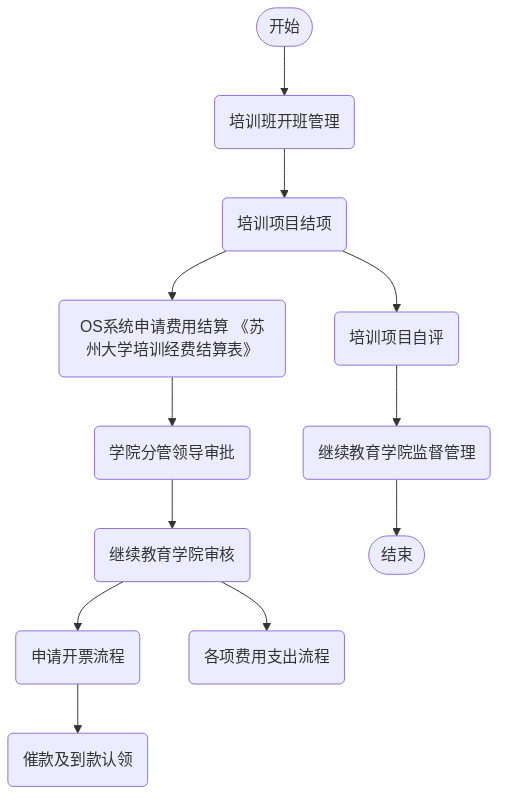 开始
培训班开班管理
培训项目结项
OS系统申请费用结算 《苏
州大学培训经费结算表》
培训项目自评
学院分管领导审批
继续教育学院监督管理
继续教育学院审核
结束
申请开票流程
各项费用支出流程
催款及到款认领